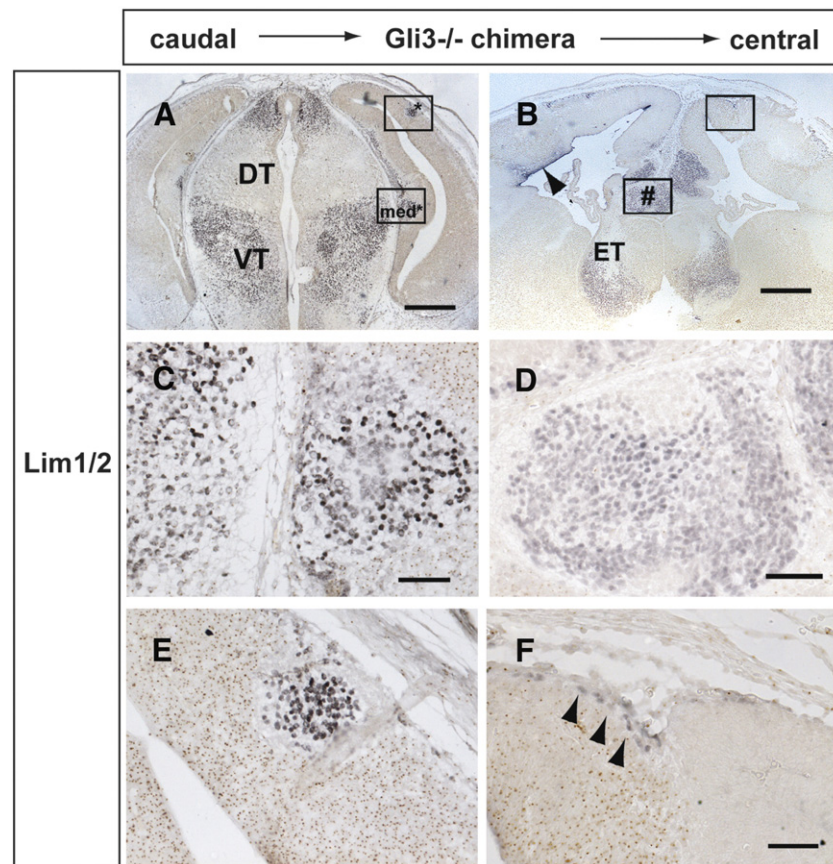 caudal → Gli3-/- chimera → central
Lim1/2
A
*
DT
med*
VT
B
#
ET
C
D
E
F